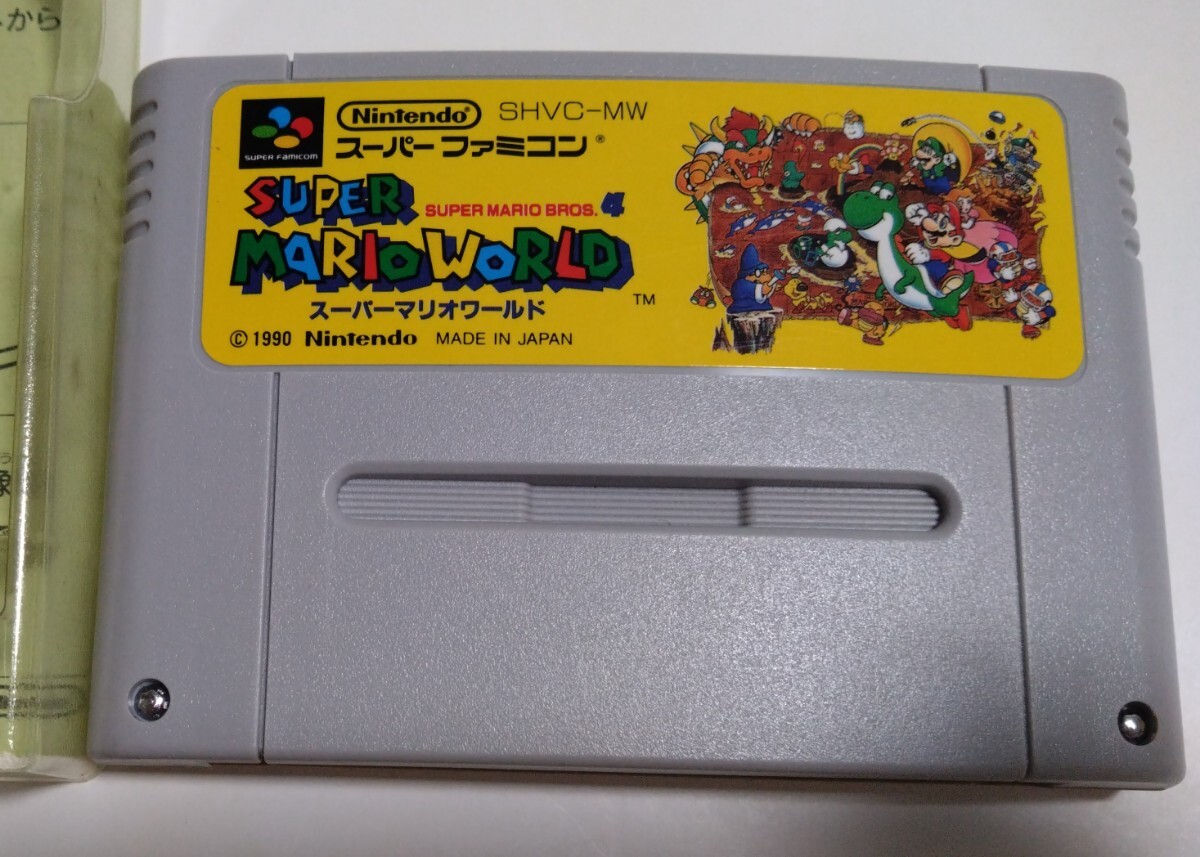 から
SUPER FAMICOM
Nintendo® SHVC-MW
スーパーファミコン®
SUPER
SUPER MARIO BROS. 4
MARIO WORLD
スーパーマリオワールド
TM
© 1990 Nintendo MADE IN JAPAN
像